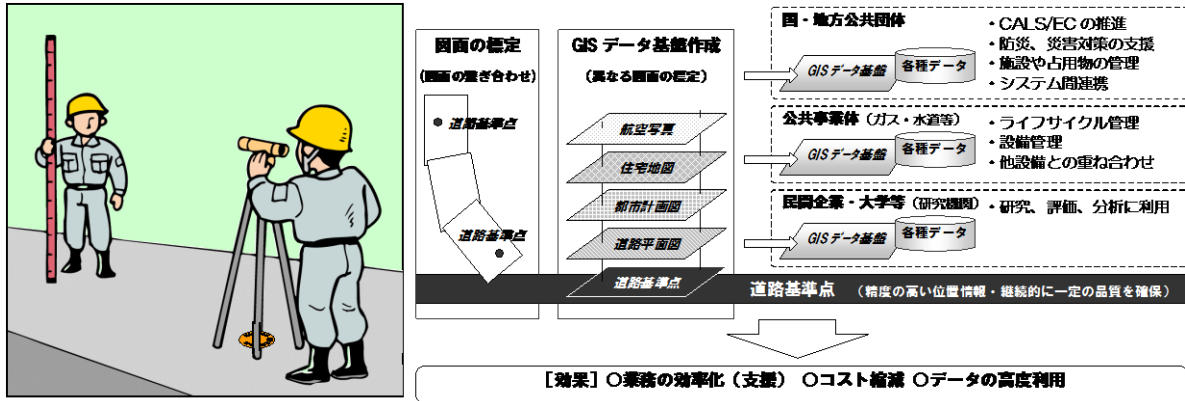 図面の標定
(図面の繋ぎ合わせ)
道路基準点
道路基準点
GISデータ基盤作成
(異なる図面の標定)
航空写真
住宅地図
都市計画図
道路平面図
道路基準点
国・地方公共団体
GISデータ基盤
各種データ
・CALS/ECの推進
・防災、災害対策の支援
・施設や占用物の管理
・システム間連携
公共事業体(ガス・水道等)
GISデータ基盤
各種データ
・ライフサイクル管理
・設備管理
・他設備との重ね合わせ
民間企業・大学等(研究機関)
GISデータ基盤
各種データ
・研究、評価、分析に利用
道路基準点 (精度の高い位置情報・継続的に一定の品質を確保)
[効果]○業務の効率化(支援) ○コスト縮減 ○データの高度利用